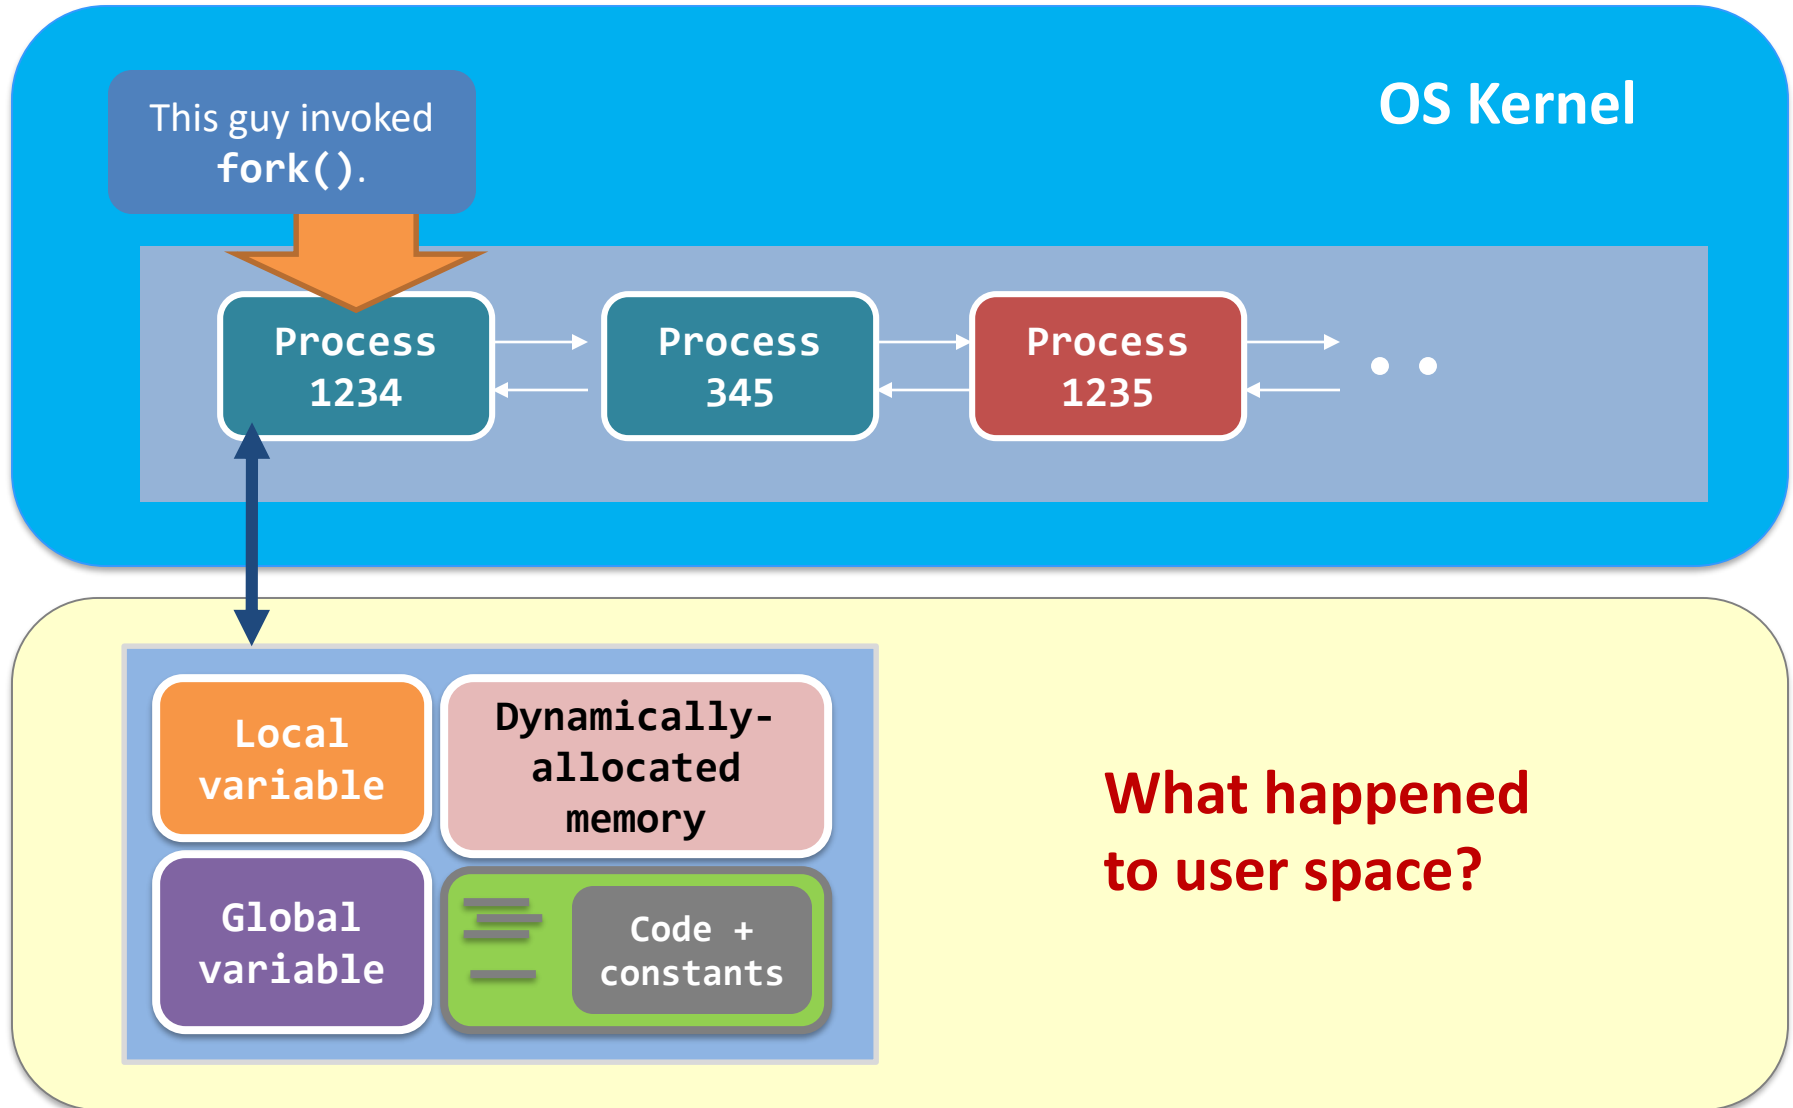 This guy invoked
fork().
OS Kernel
Process
1234
Process
345
Process
1235
Local
variable
Dynamically-
allocated
memory
Global
variable
Code +
constants
What happened
to user space?